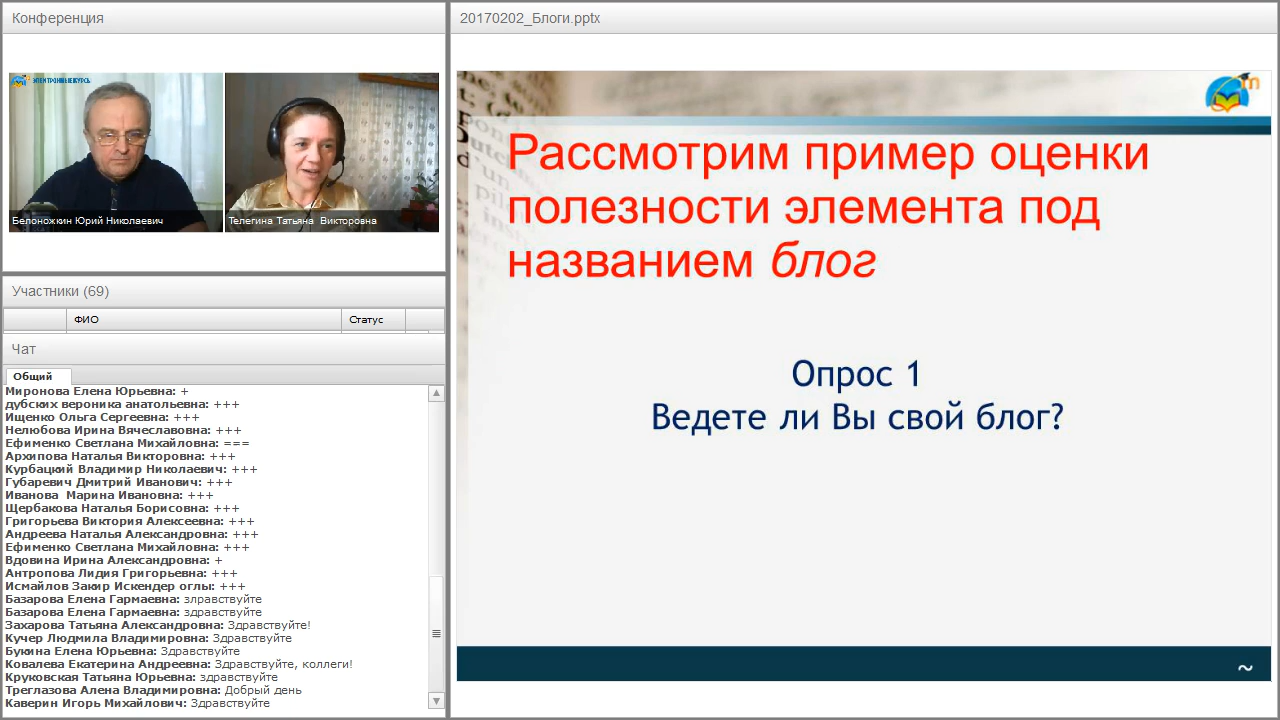 Конференция
ЭЛЕКТРОННЫЕ КУРСЫ
Белоножкин Юрий Николаевич
Телегина Татьяна Викторовна
Участники (69)
ФИО
Статус
Чат
Общий
Миронова Елена Юрьевна: +
дубских вероника анатольевна: +++
Ищенко Ольга Сергеевна: +++
Нелюбова Ирина Вячеславовна: +++
Ефименко Светлана Михайловна: ===
Архипова Наталья Викторовна: +++
Курбацкий Владимир Николаевич: +++
Губаревич Дмитрий Иванович: +++
Иванова Марина Ивановна: +++
Щербакова Наталья Борисовна: +++
Григорьева Виктория Алексеевна: +++
Андреева Наталья Александровна: +++
Ефименко Светлана Михайловна: +++
Вдовина Ирина Александровна: +
Антропова Лидия Григорьевна: +++
Исмайлов Закир Искендер оглы: +++
Базарова Елена Гармаевна: злравствуйте
Базарова Елена Гармаевна: здравствуйте
Захарова Татьяна Александровна: Здравствуйте!
Кучер Людмила Владимировна: Здравствуйте
Букина Елена Юрьевна: Здравствуйте
Ковалева Екатерина Андреевна: Здравствуйте, коллеги!
Круковская Татьяна Юрьевна: здравствуйте
Треглазова Алена Владимировна: Добрый день
Каверин Игорь Михайлович: Здравствуйте
20170202_Блоги.pptx
Рассмотрим пример оценки
полезности элемента под
названием блог
Опрос 1
Ведете ли Вы свой блог?
~